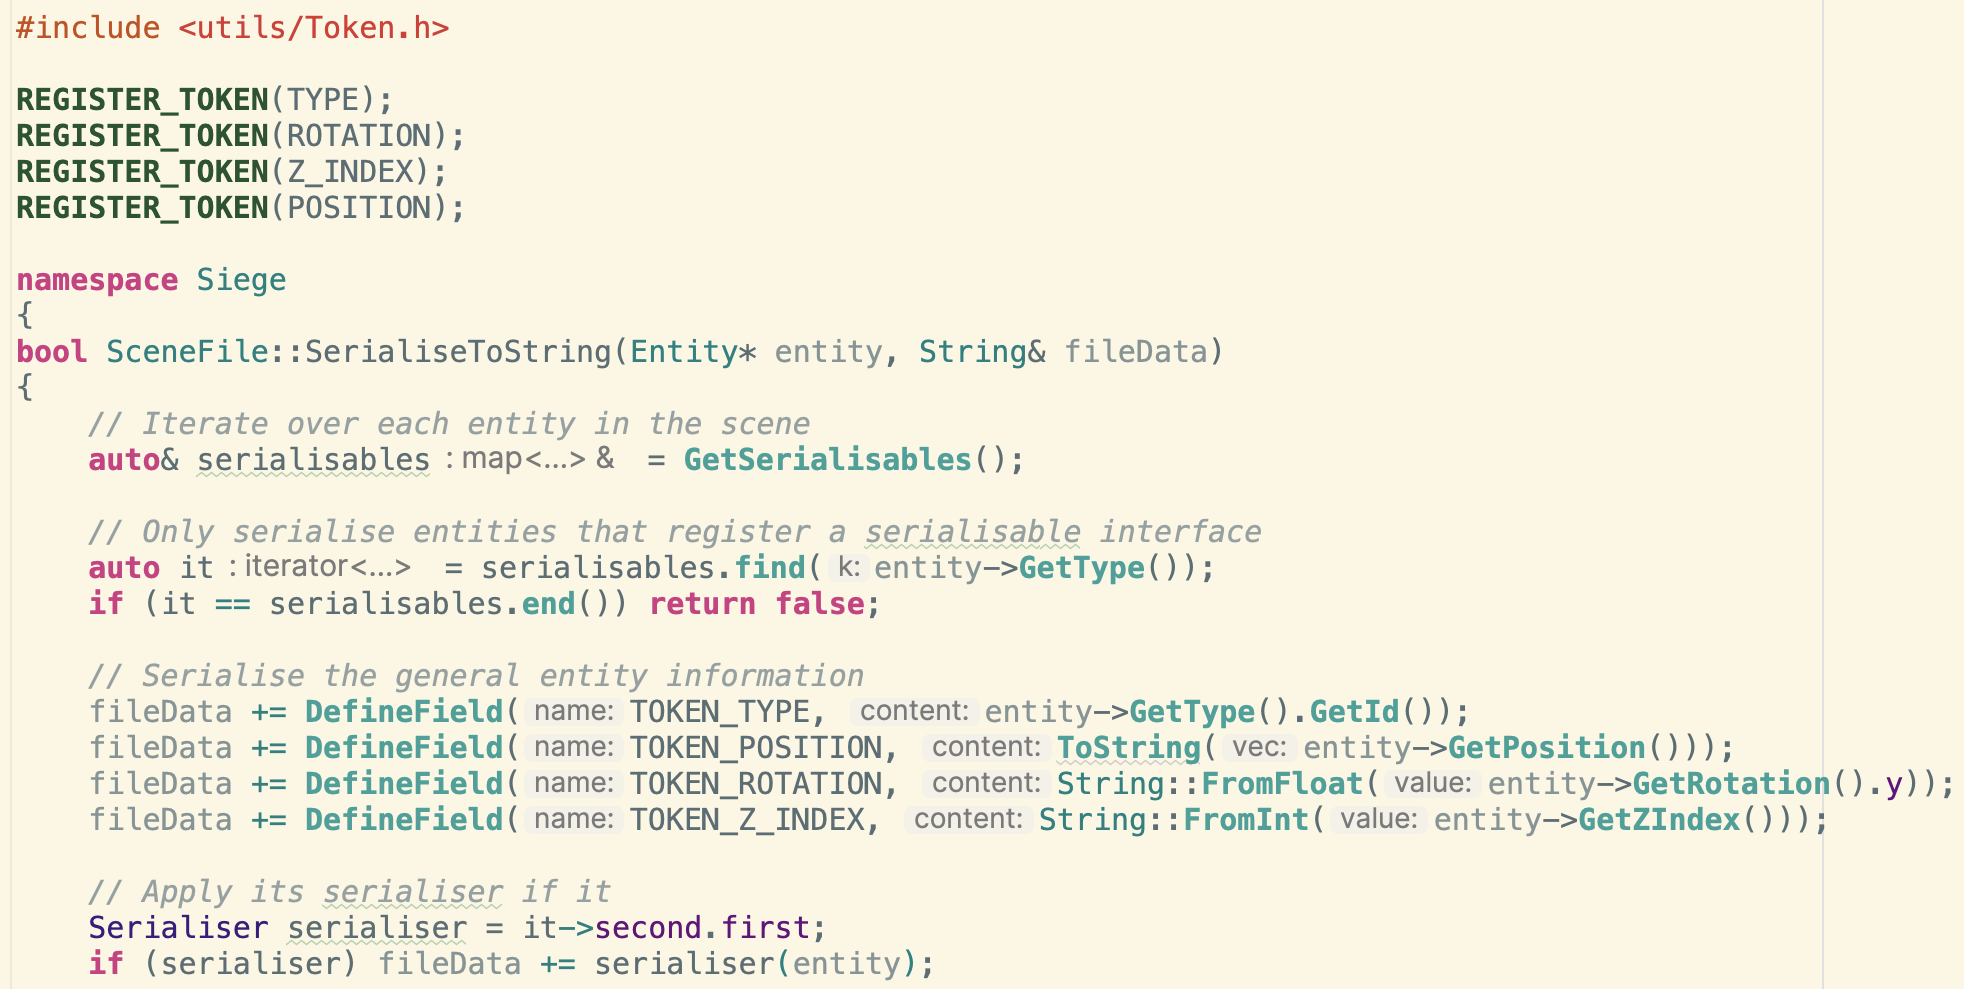 #include <utils/Token.h>
REGISTER_TOKEN(TYPE);
REGISTER_TOKEN(ROTATION);
REGISTER_TOKEN(Z_INDEX);
REGISTER_TOKEN(POSITION);
namespace Siege
{
bool SceneFile::SerialiseToString(Entity* entity, String& fileData)
{
// Iterate over each entity in the scene
auto& serialisables : map<...> & = GetSerialisables();
// Only serialise entities that register a serialisable interface
auto it : iterator<...> = serialisables.find( k: entity->GetType());
if (it == serialisables.end()) return false;
// Serialise the general entity information
fileData += DefineField( name: TOKEN_TYPE, content: entity->GetType().GetId());
fileData += DefineField( name: TOKEN_POSITION, content: ToString( vec: entity->GetPosition()));
fileData += DefineField( name: TOKEN_ROTATION, content: String::FromFloat( value: entity->GetRotation().y));
fileData += DefineField( name: TOKEN_Z_INDEX, content: String::FromInt( value: entity->GetZIndex()));
// Apply its serialiser if it
Serialiser serialiser = it->second.first;
if (serialiser) fileData += serialiser(entity);